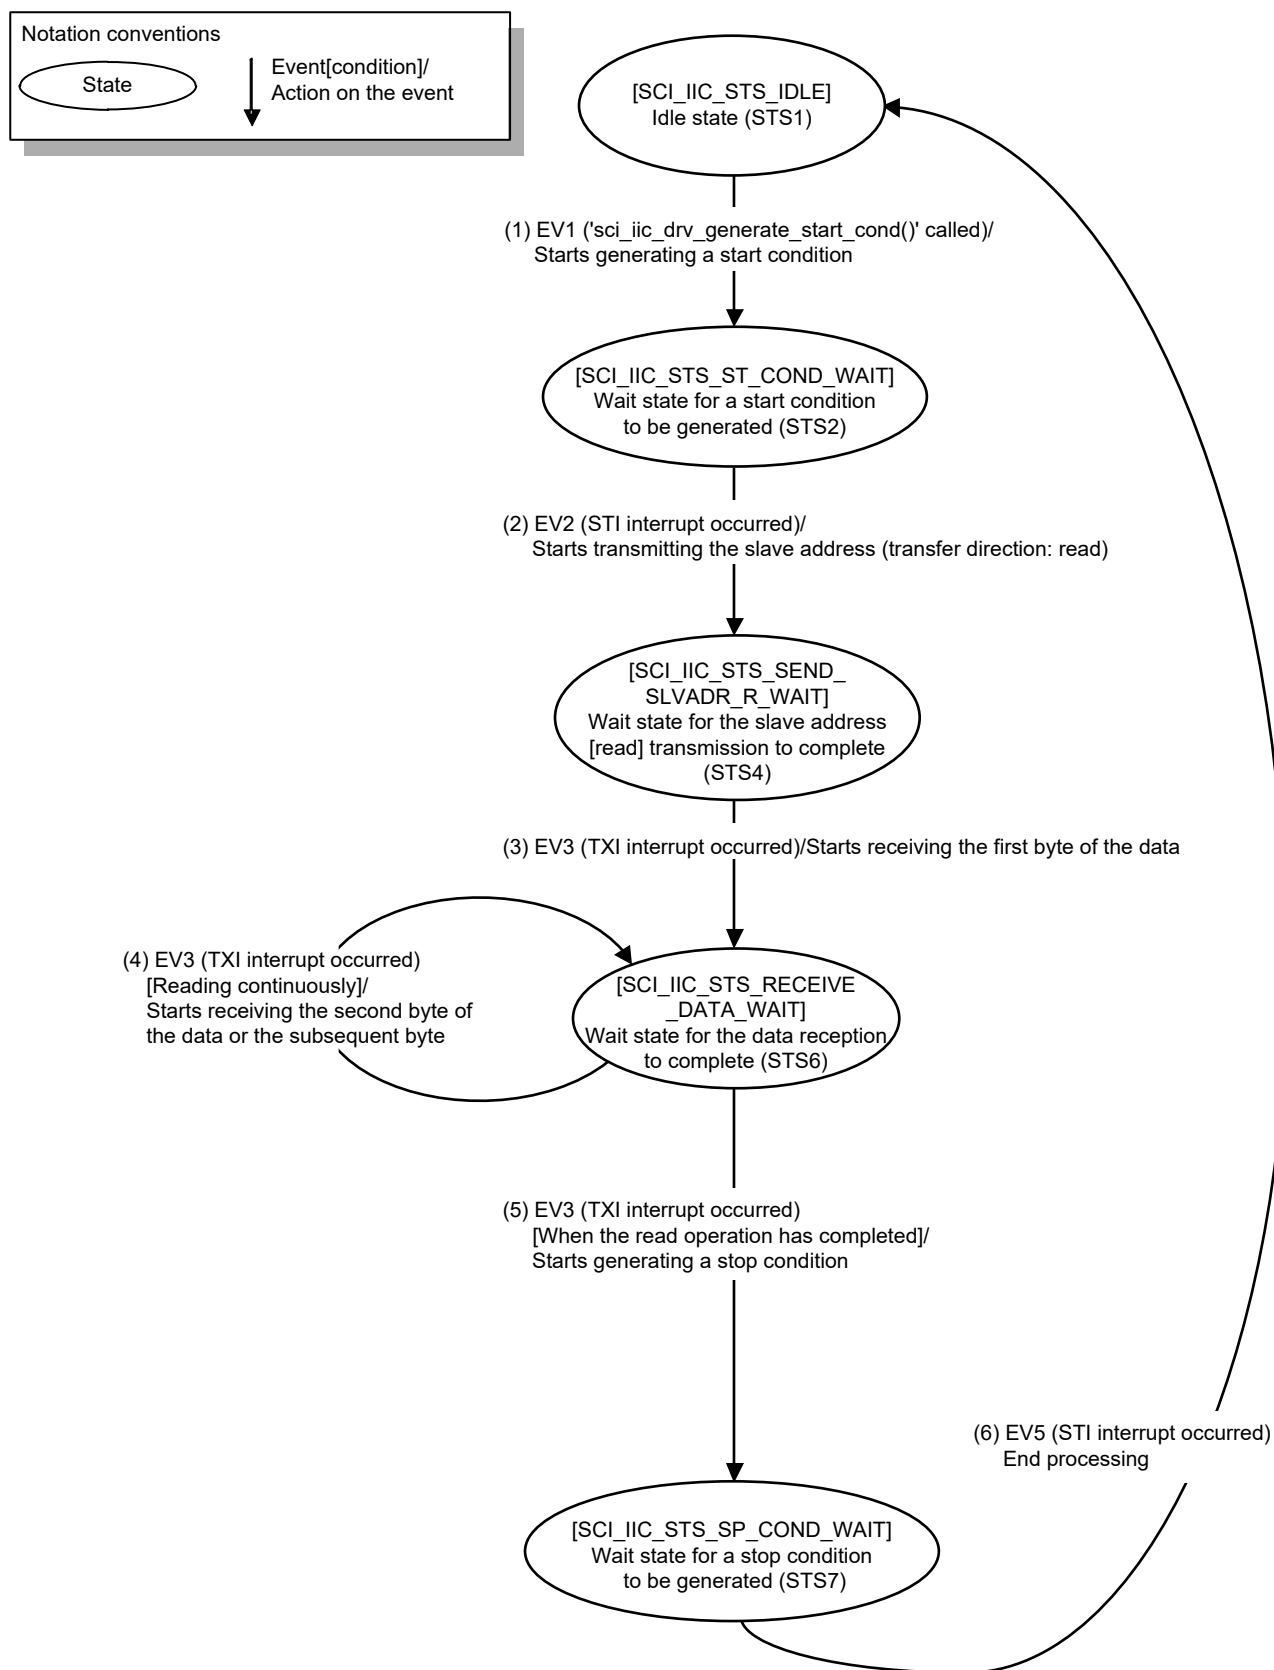 Notation conventions
State
Event[condition]/
Action on the event
[SCI_IIC_STS_IDLE]
Idle state (STS1)
(1) EV1 ('sci_iic_drv_generate_start_cond()' called)/
Starts generating a start condition
[SCI_IIC_STS_ST_COND_WAIT]
Wait state for a start condition
to be generated (STS2)
(2) EV2 (STI interrupt occurred)/
Starts transmitting the slave address (transfer direction: read)
[SCI_IIC_STS_SEND_
SLVADR_R_WAIT]
Wait state for the slave address
[read] transmission to complete
(STS4)
(3) EV3 (TXI interrupt occurred)/Starts receiving the first byte of the data
(4) EV3 (TXI interrupt occurred)
[Reading continuously]/
Starts receiving the second byte of
the data or the subsequent byte
[SCI_IIC_STS_RECEIVE
_DATA_WAIT]
Wait state for the data reception
to complete (STS6)
(5) EV3 (TXI interrupt occurred)
[When the read operation has completed]/
Starts generating a stop condition
(6) EV5 (STI interrupt occurred)
End processing
[SCI_IIC_STS_SP_COND_WAIT]
Wait state for a stop condition
to be generated (STS7)